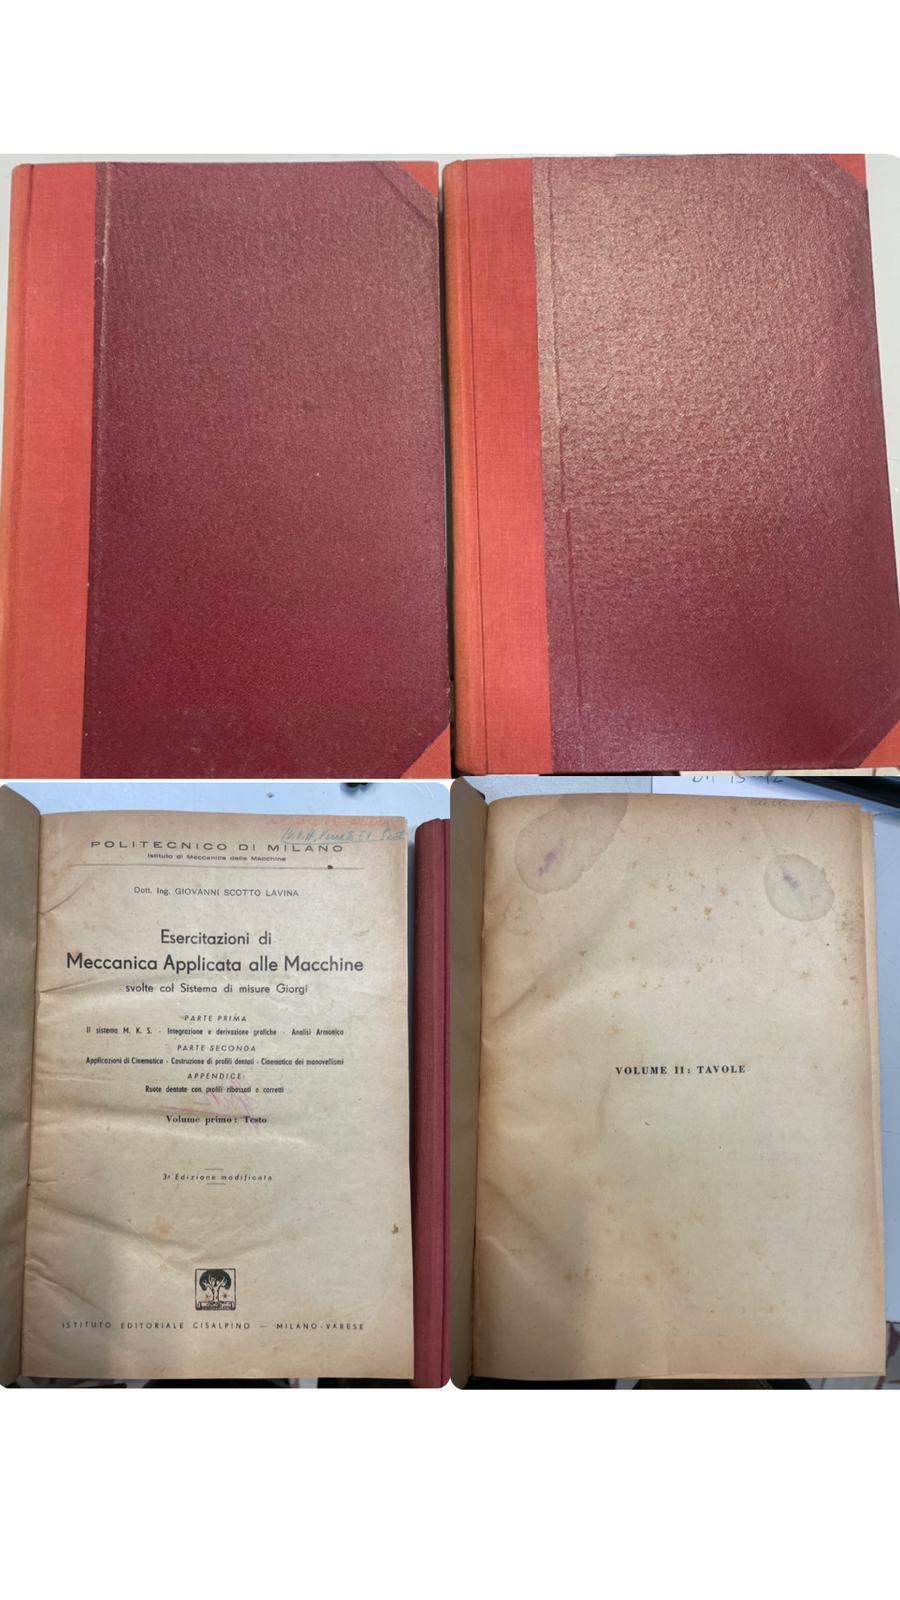 POLITECNICO DI MILANO
Istituto di Meccanica delle Macchine
Dott. Ing. GIOVANNI SCOTTO LAVINA
Esercitazioni di
Meccanica Applicata alle Macchine
svolte col Sistema di misure Giorgi
PARTE PRIMA
Il sistema M. K. S. - Integrazione e derivazione grafiche - Analisi Armonica
PARTE SECONDA
Applicazioni di Cinematica - Costruzione di profili dentati - Cinematica dei manovellismi
APPENDICE:
Ruote dentate con profili ribassati e corretti
Volume primo: Testo
3ª Edizione modificata
ISTITUTO EDITORIALE CISALPINO — MILANO-VARESE
VOLUME II: TAVOLE